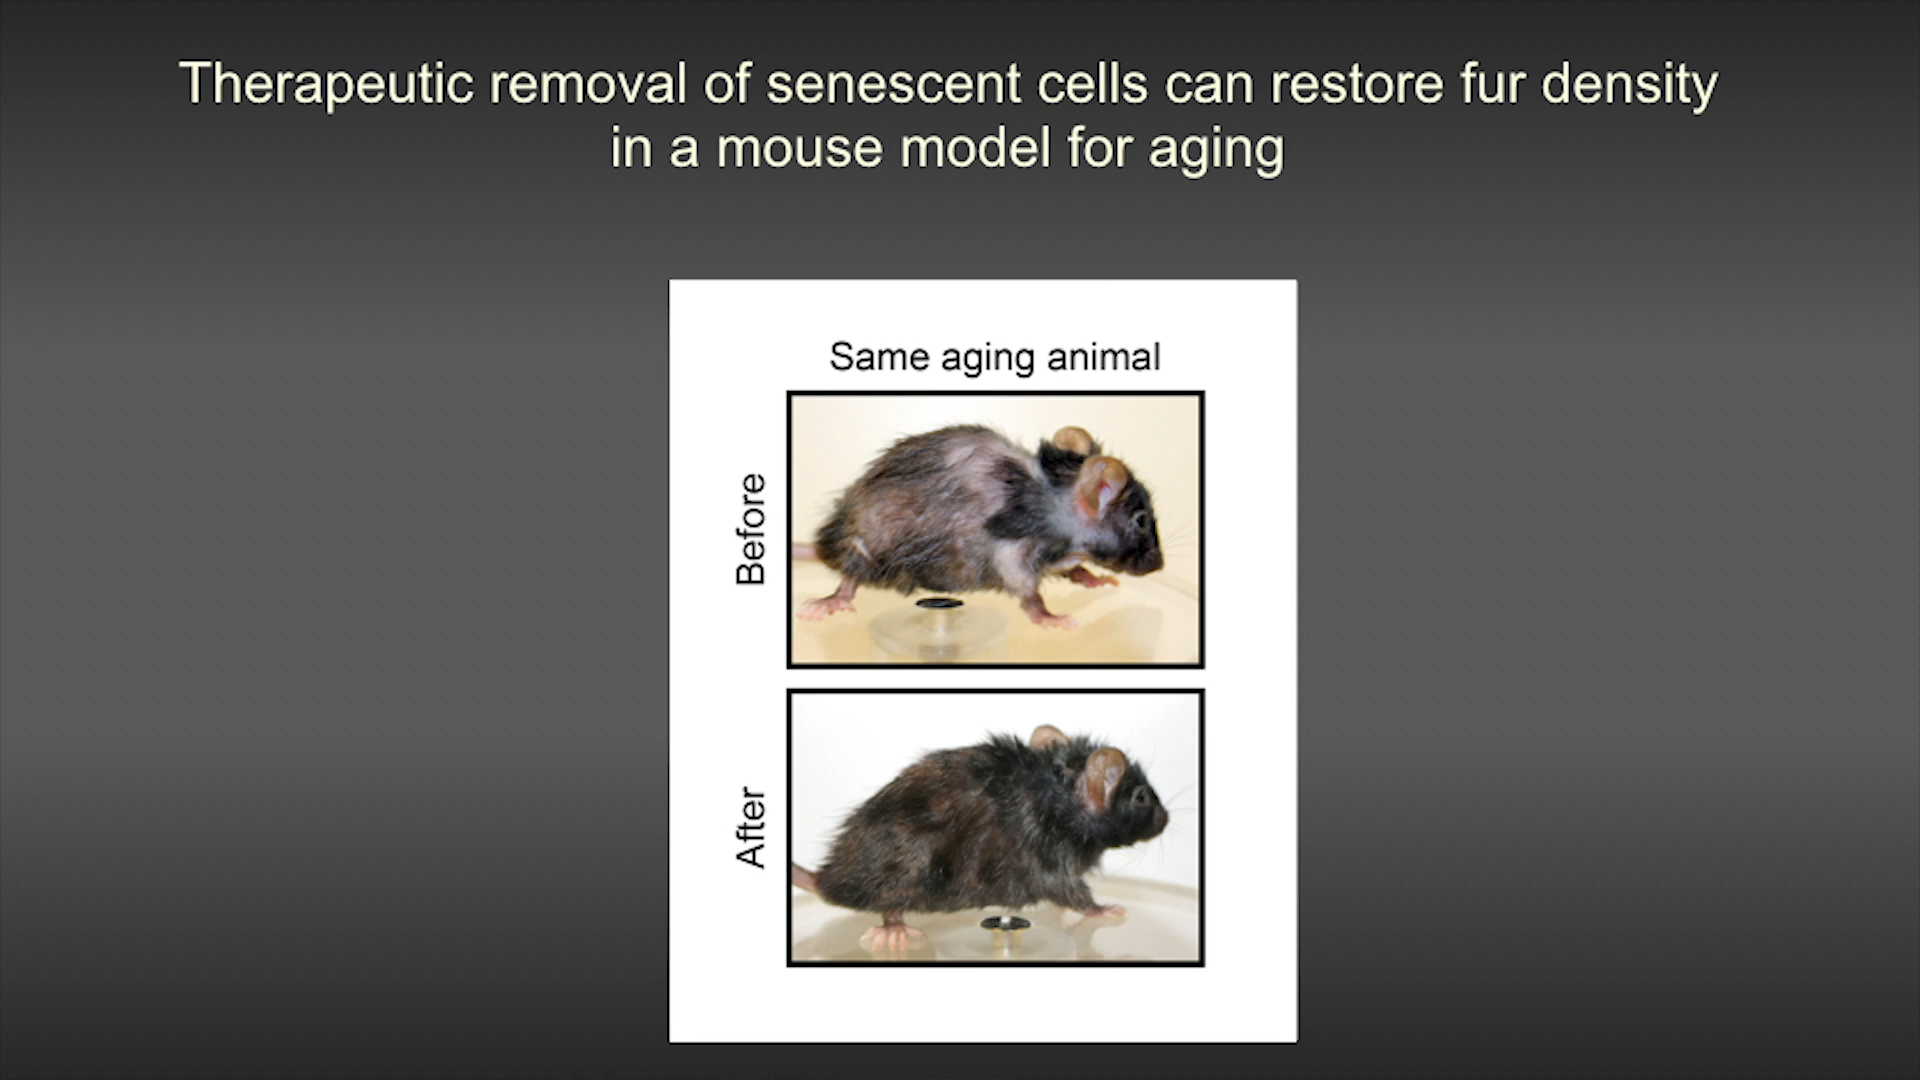 Therapeutic removal of senescent cells can restore fur density
in a mouse model for aging
Same aging animal
Before
After